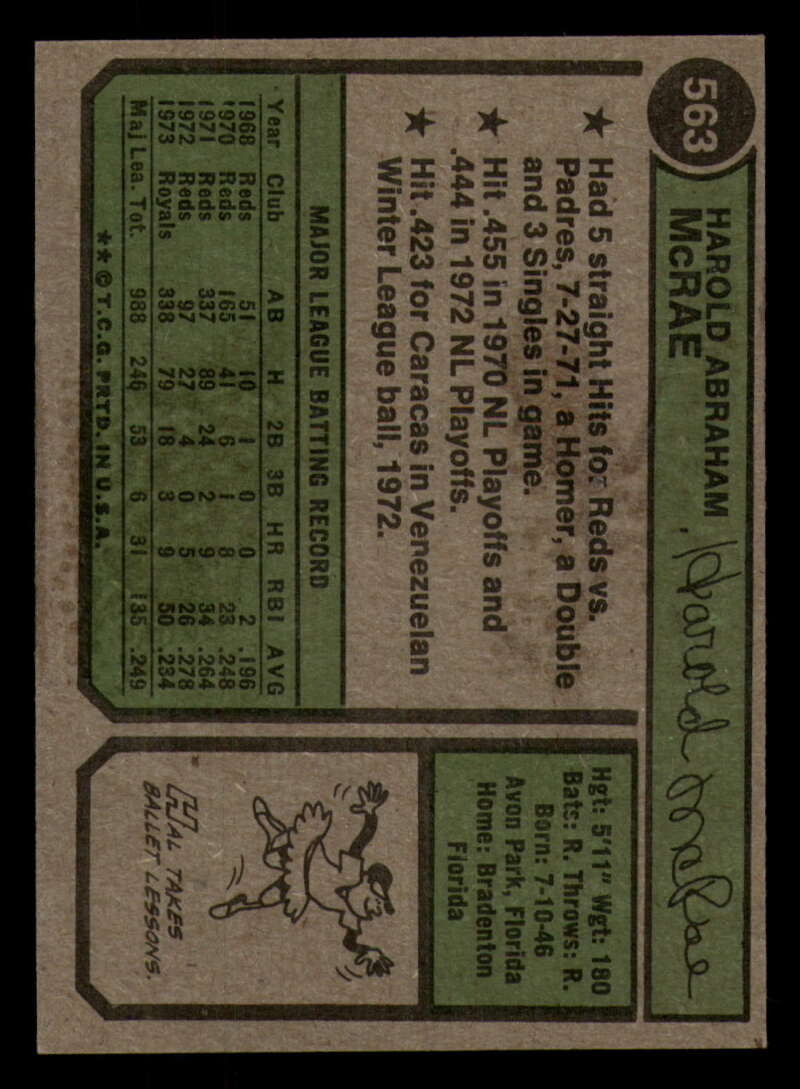 563
HAROLD ABRAHAM
McRAE
Harold McRae
★ Had 5 straight Hits for Reds vs.
Padres, 7-27-71, a Homer, a Double
and 3 Singles in game.
★ Hit .455 in 1970 NL Playoffs and
.444 in 1972 NL Playoffs.
★ Hit .423 for Caracas in Venezuelan
Winter League ball, 1972.
Hgt: 5'11" Wgt: 180
Bats: R. Throws: R.
Born: 7-10-46
Avon Park, Florida
Home: Bradenton
Florida
MAJOR LEAGUE BATTING RECORD
Year Club AB H 2B 3B HR RBI AVG
1968 Reds 51 10 1 0 0 2 .196
1970 Reds 165 41 6 1 8 23 .248
1971 Reds 337 89 24 2 9 34 .264
1972 Reds 97 27 4 0 5 26 .278
1973 Royals 338 79 18 3 9 50 .234
Maj Lea. Tot. 988 246 53 6 31 135 .249
** © T.C.G. PRTD. IN U.S.A.
HAL TAKES
BALLET LESSONS.